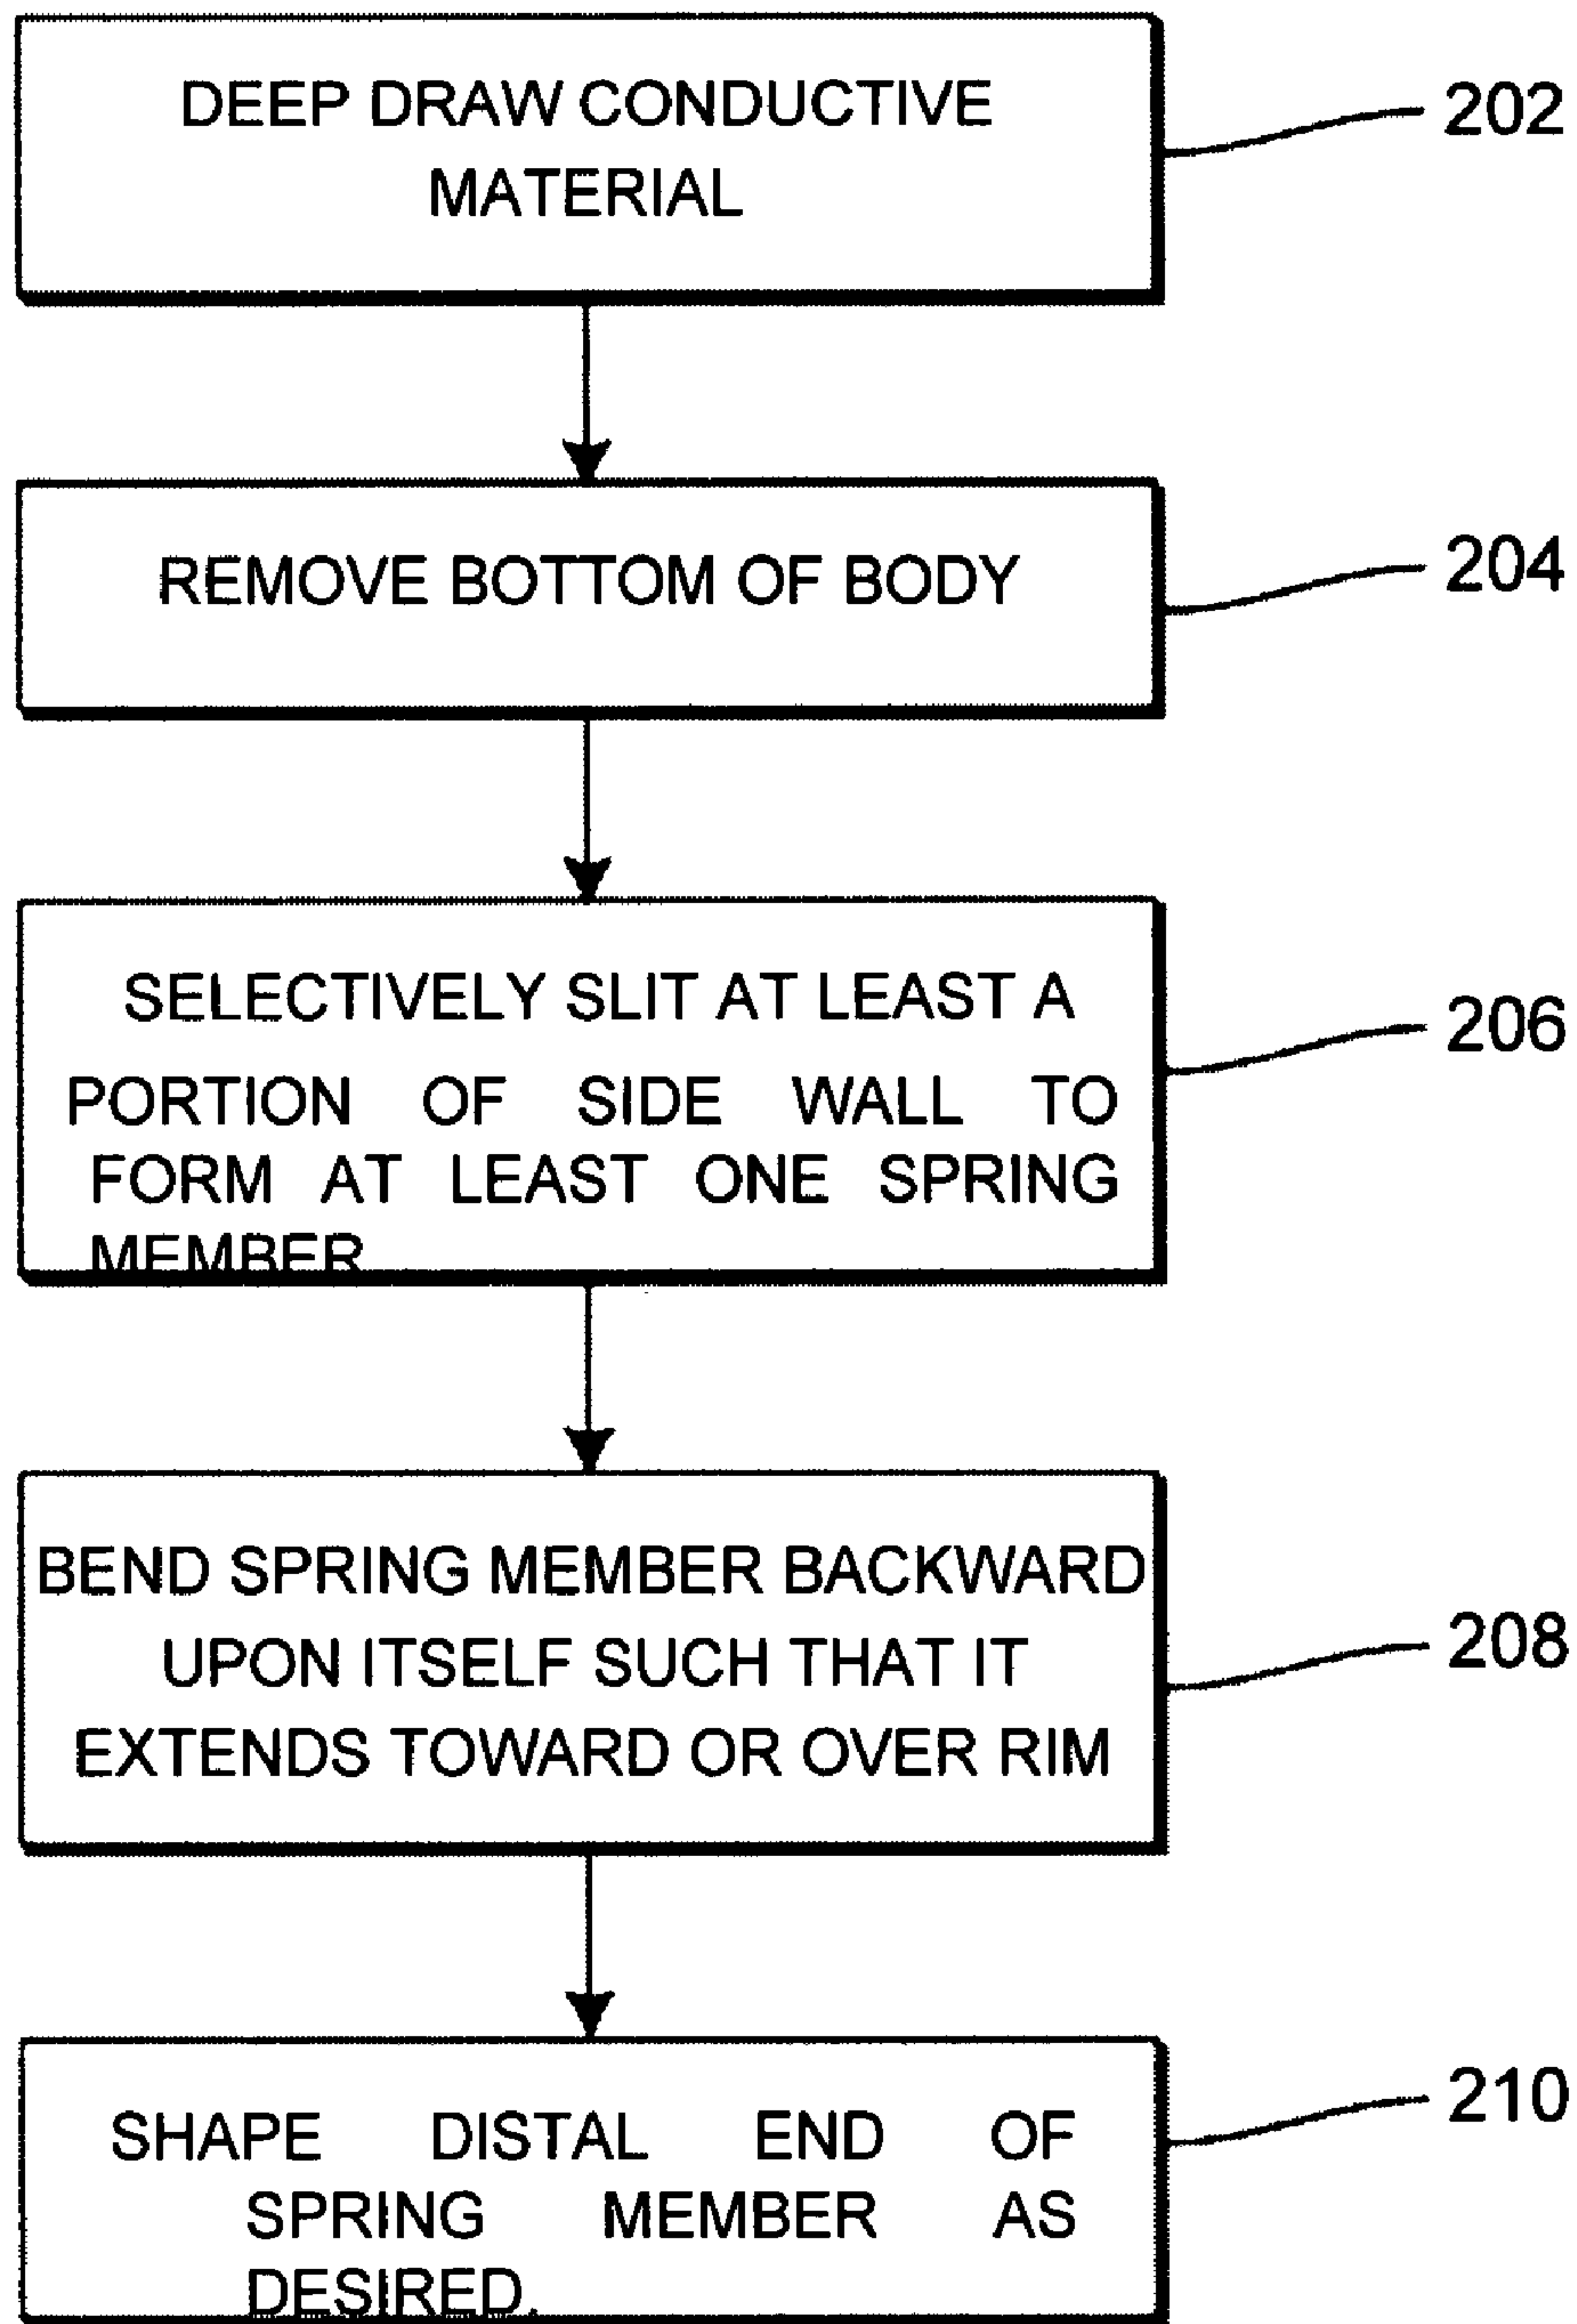 DEEP DRAW CONDUCTIVE
MATERIAL
202
REMOVE BOTTOM OF BODY
204
SELECTIVELY SLIT AT LEAST A
PORTION OF SIDE WALL TO
FORM AT LEAST ONE SPRING
MEMBER
206
BEND SPRING MEMBER BACKWARD
UPON ITSELF SUCH THAT IT
EXTENDS TOWARD OR OVER RIM
208
SHAPE DISTAL END OF
SPRING MEMBER AS
DESIRED.
210